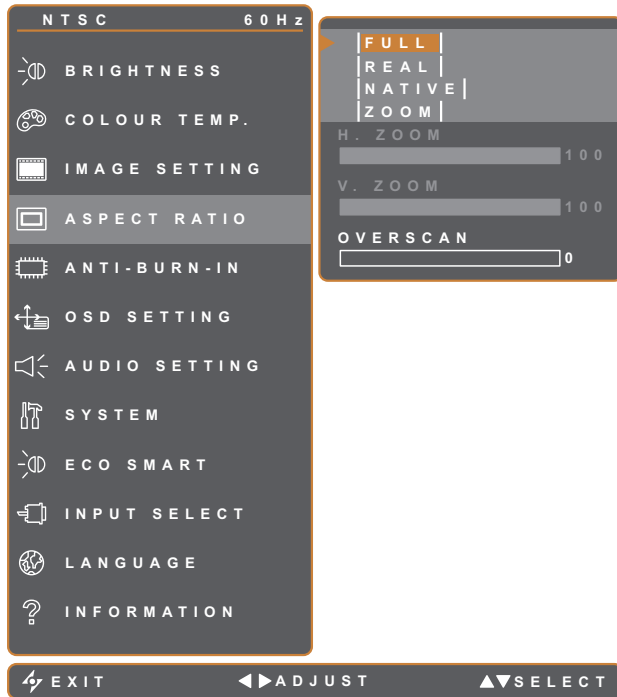 NTSC 60Hz
BRIGHTNESS
COLOUR TEMP.
IMAGE SETTING
ASPECT RATIO
ANTI-BURN-IN
OSD SETTING
AUDIO SETTING
SYSTEM
ECO SMART
INPUT SELECT
LANGUAGE
INFORMATION
FULL
REAL
NATIVE
ZOOM
H. ZOOM
100
V. ZOOM
100
OVERSCAN
0
EXIT ADJUST SELECT